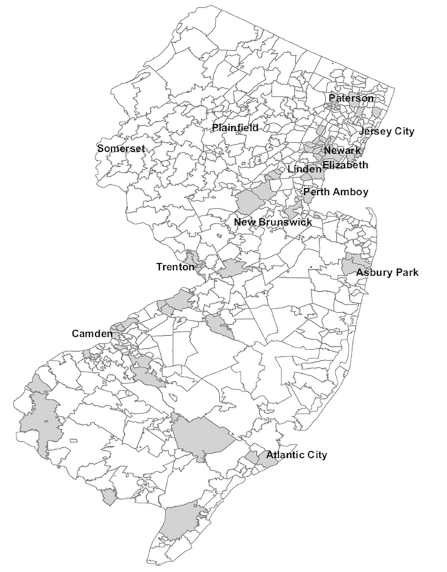 Paterson
Plainfield
Jersey City
Somerset
Newark
Elizabeth
Linden
Perth Amboy
New Brunswick
Trenton
Asbury Park
Camden
Atlantic City